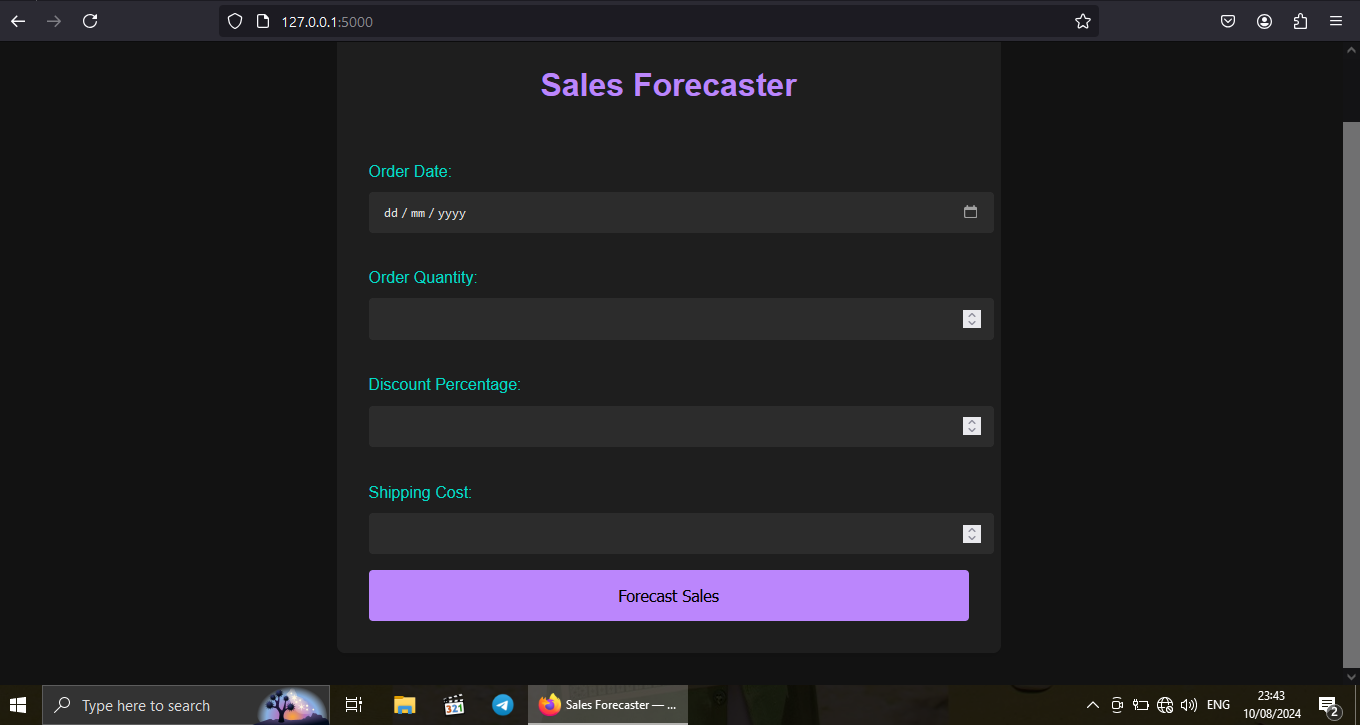 127.0.0.1:5000
Sales Forecaster
Order Date:
dd / mm / yyyy
Order Quantity:
Discount Percentage:
Shipping Cost:
Forecast Sales
Type here to search
321
Sales Forecaster — ...
ENG
23:43
10/08/2024
2